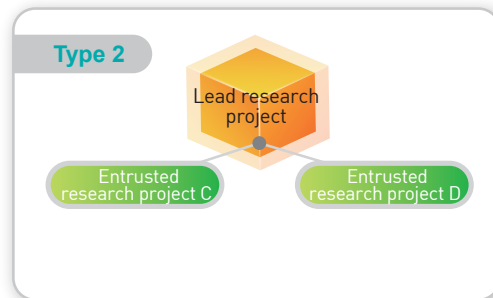 Type 2
Lead research
project
Entrusted
research project C
Entrusted
research project D